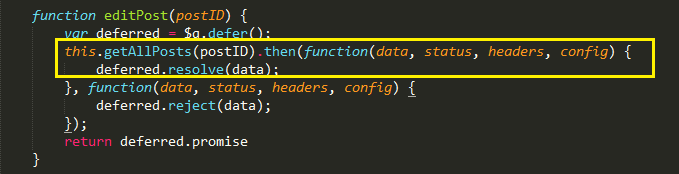 function editPost(postID) {
var deferred = $q.defer();
this.getAllPosts(postID).then(function(data, status, headers, config) {
deferred.resolve(data);
}, function(data, status, headers, config) {
deferred.reject(data);
});
return deferred.promise
}